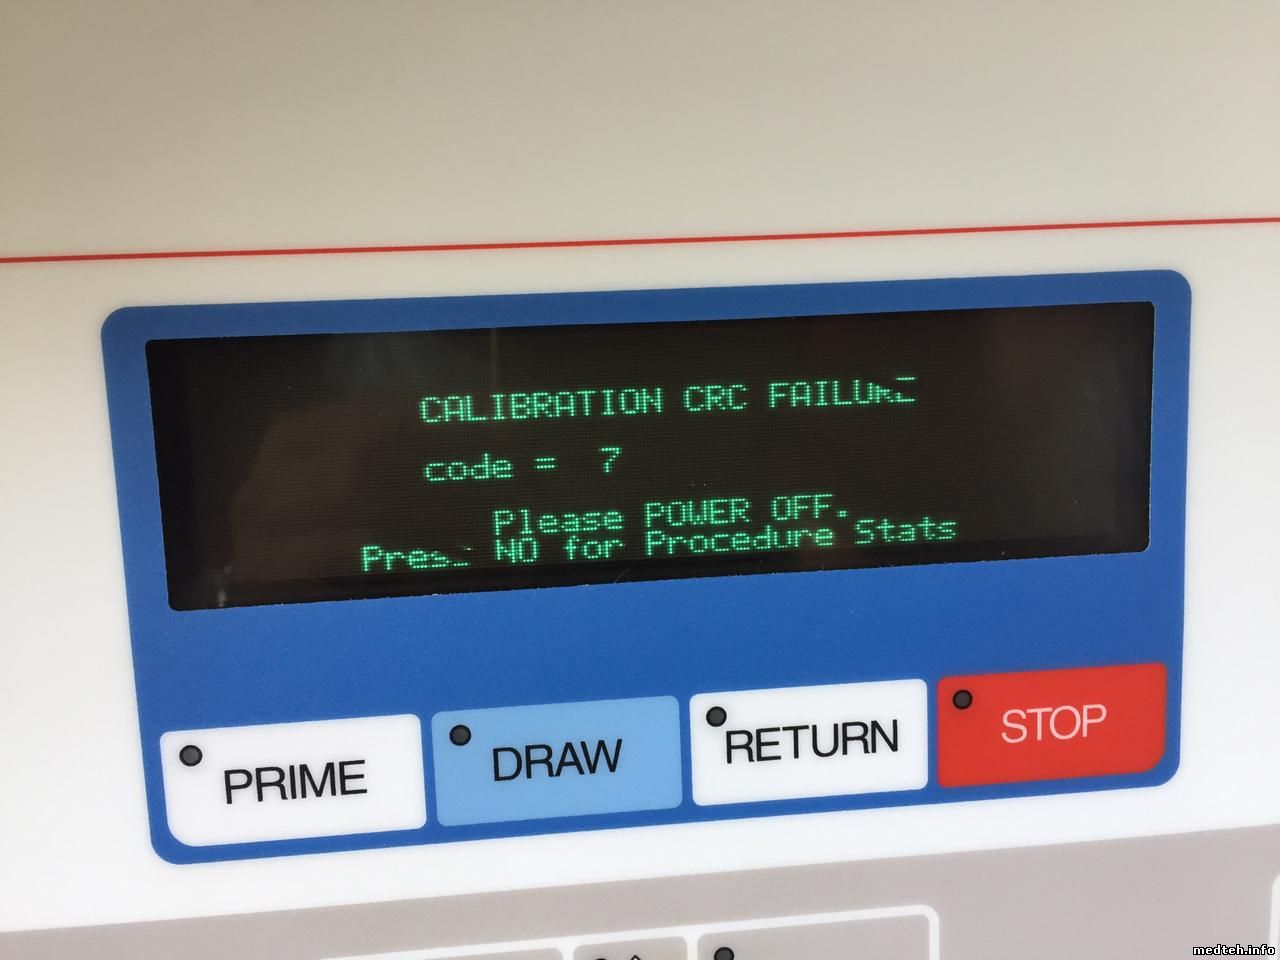 CALIBRATION CRC FAILURE
code = 7
Please POWER OFF.
Press NO for Procedure Stats
PRIME
DRAW
RETURN
STOP
medteh.info